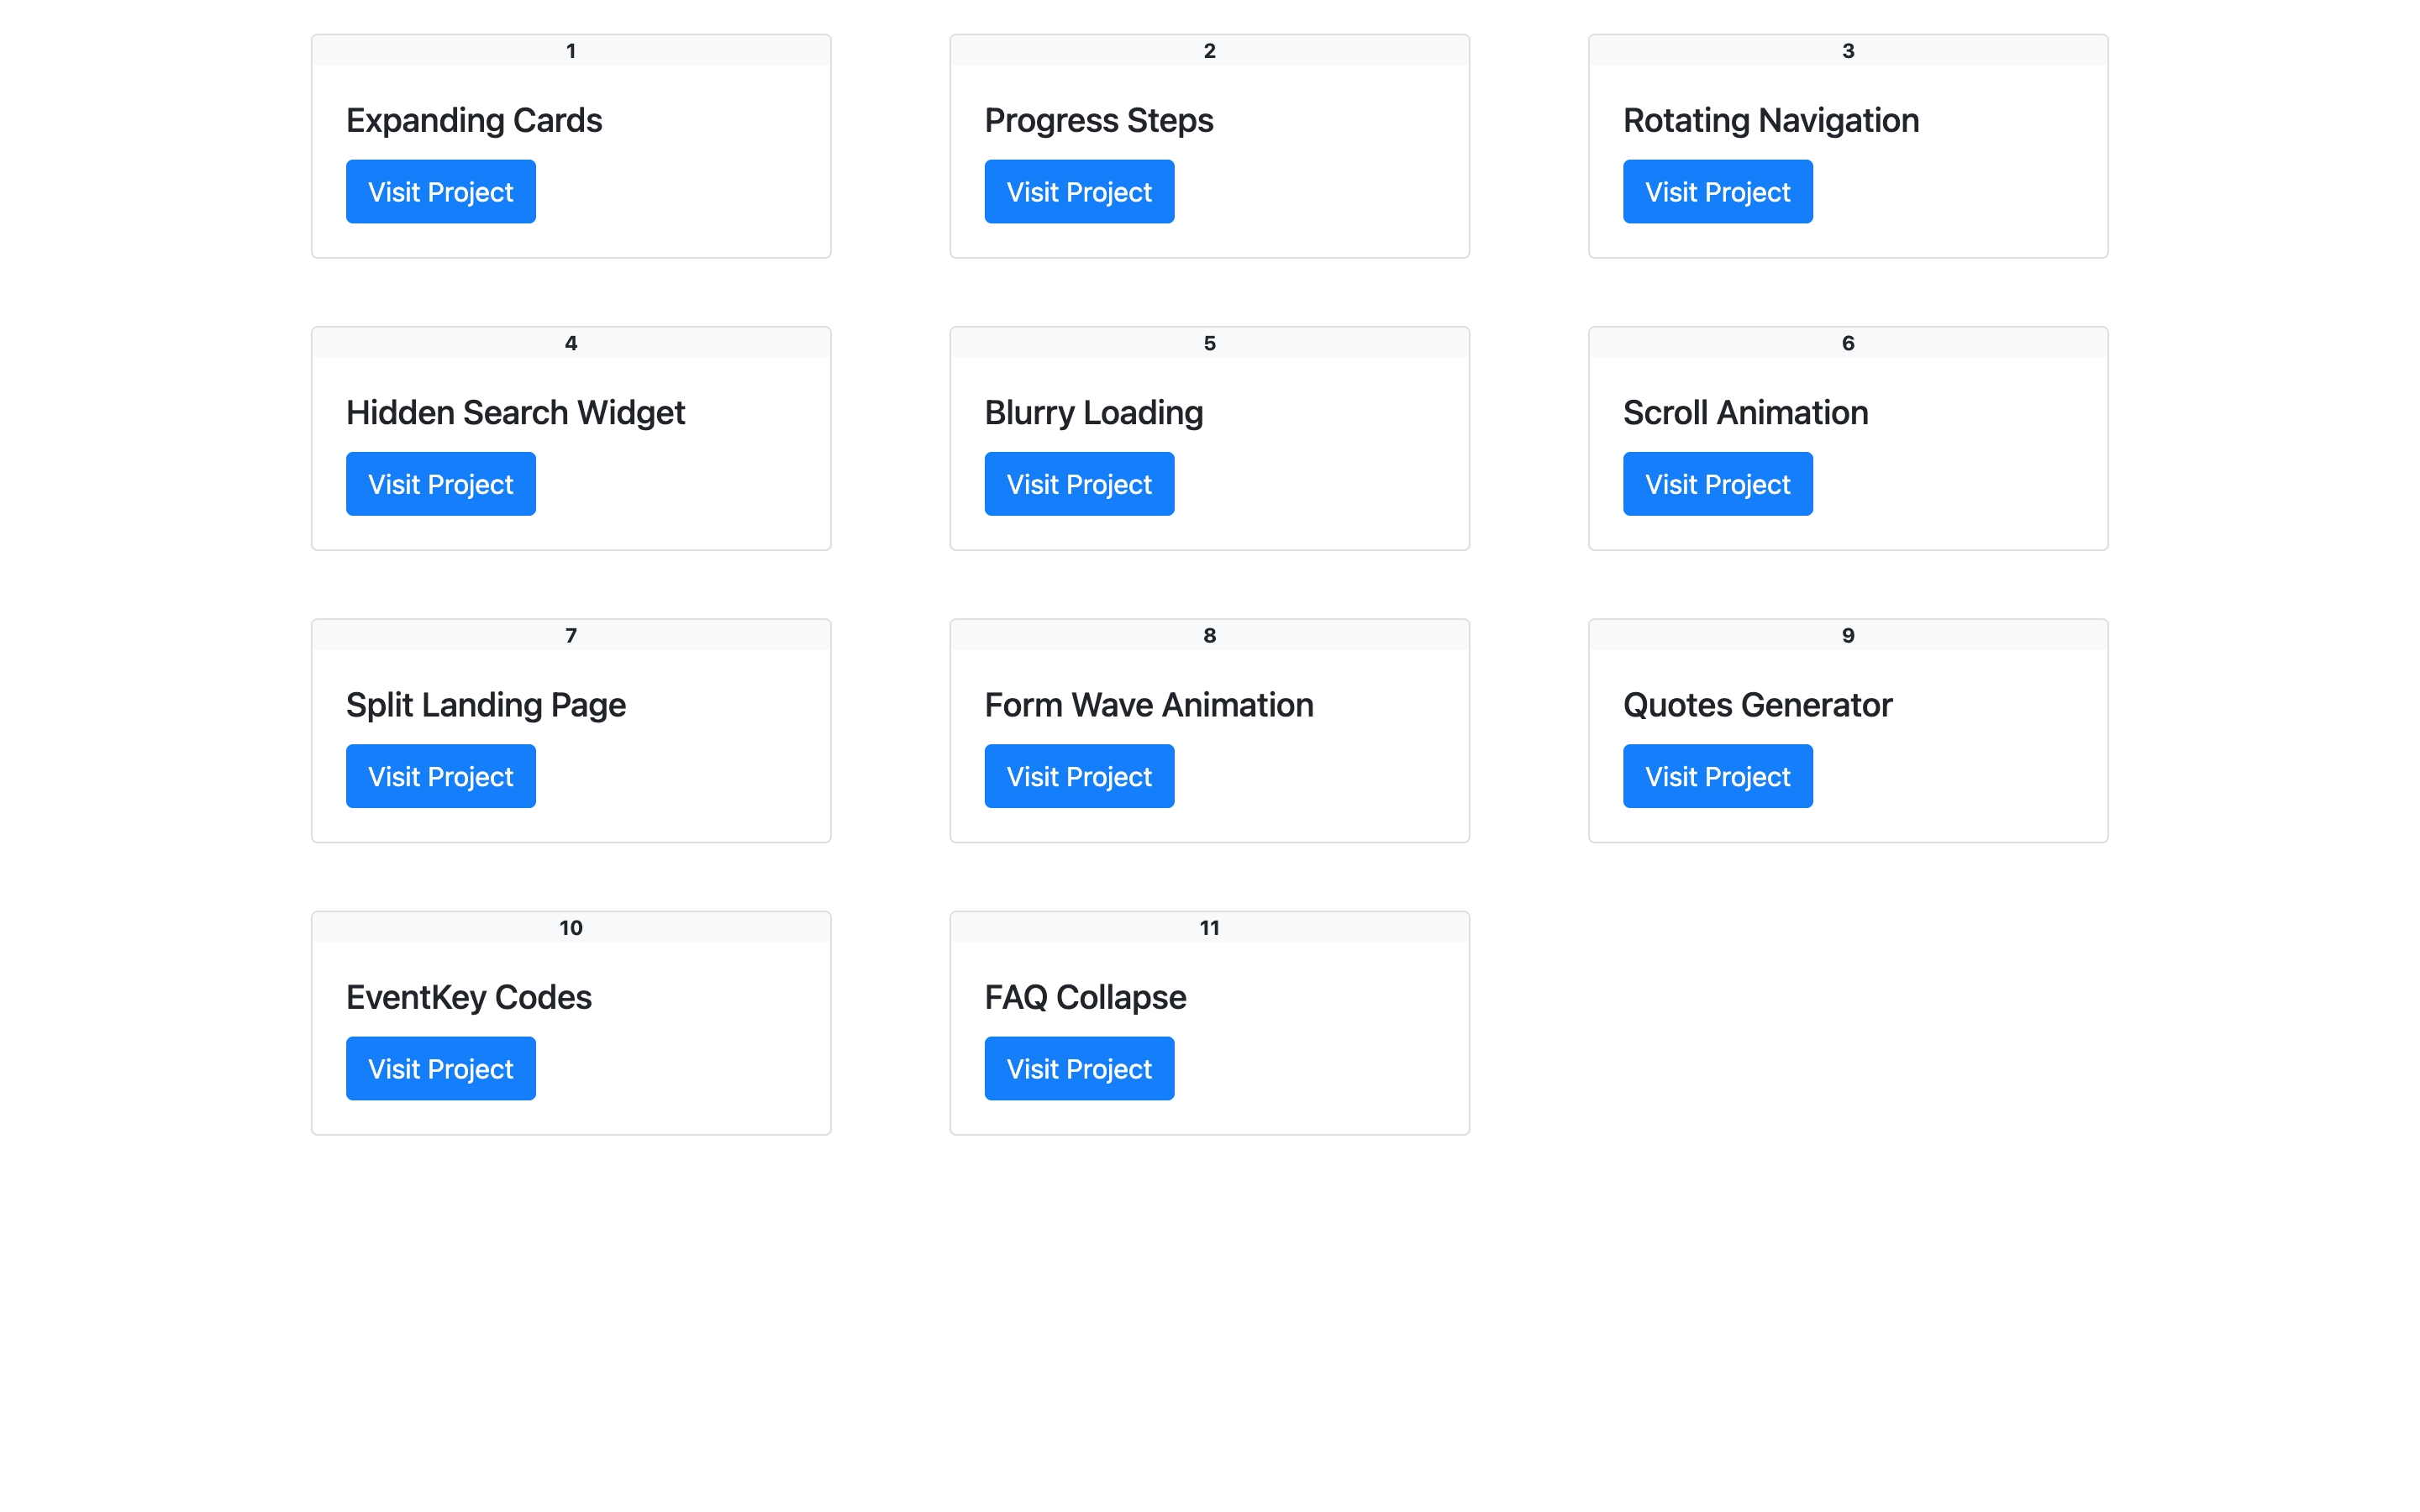 1
Expanding Cards
Visit Project
2
Progress Steps
Visit Project
3
Rotating Navigation
Visit Project
4
Hidden Search Widget
Visit Project
5
Blurry Loading
Visit Project
6
Scroll Animation
Visit Project
7
Split Landing Page
Visit Project
8
Form Wave Animation
Visit Project
9
Quotes Generator
Visit Project
10
EventKey Codes
Visit Project
11
FAQ Collapse
Visit Project